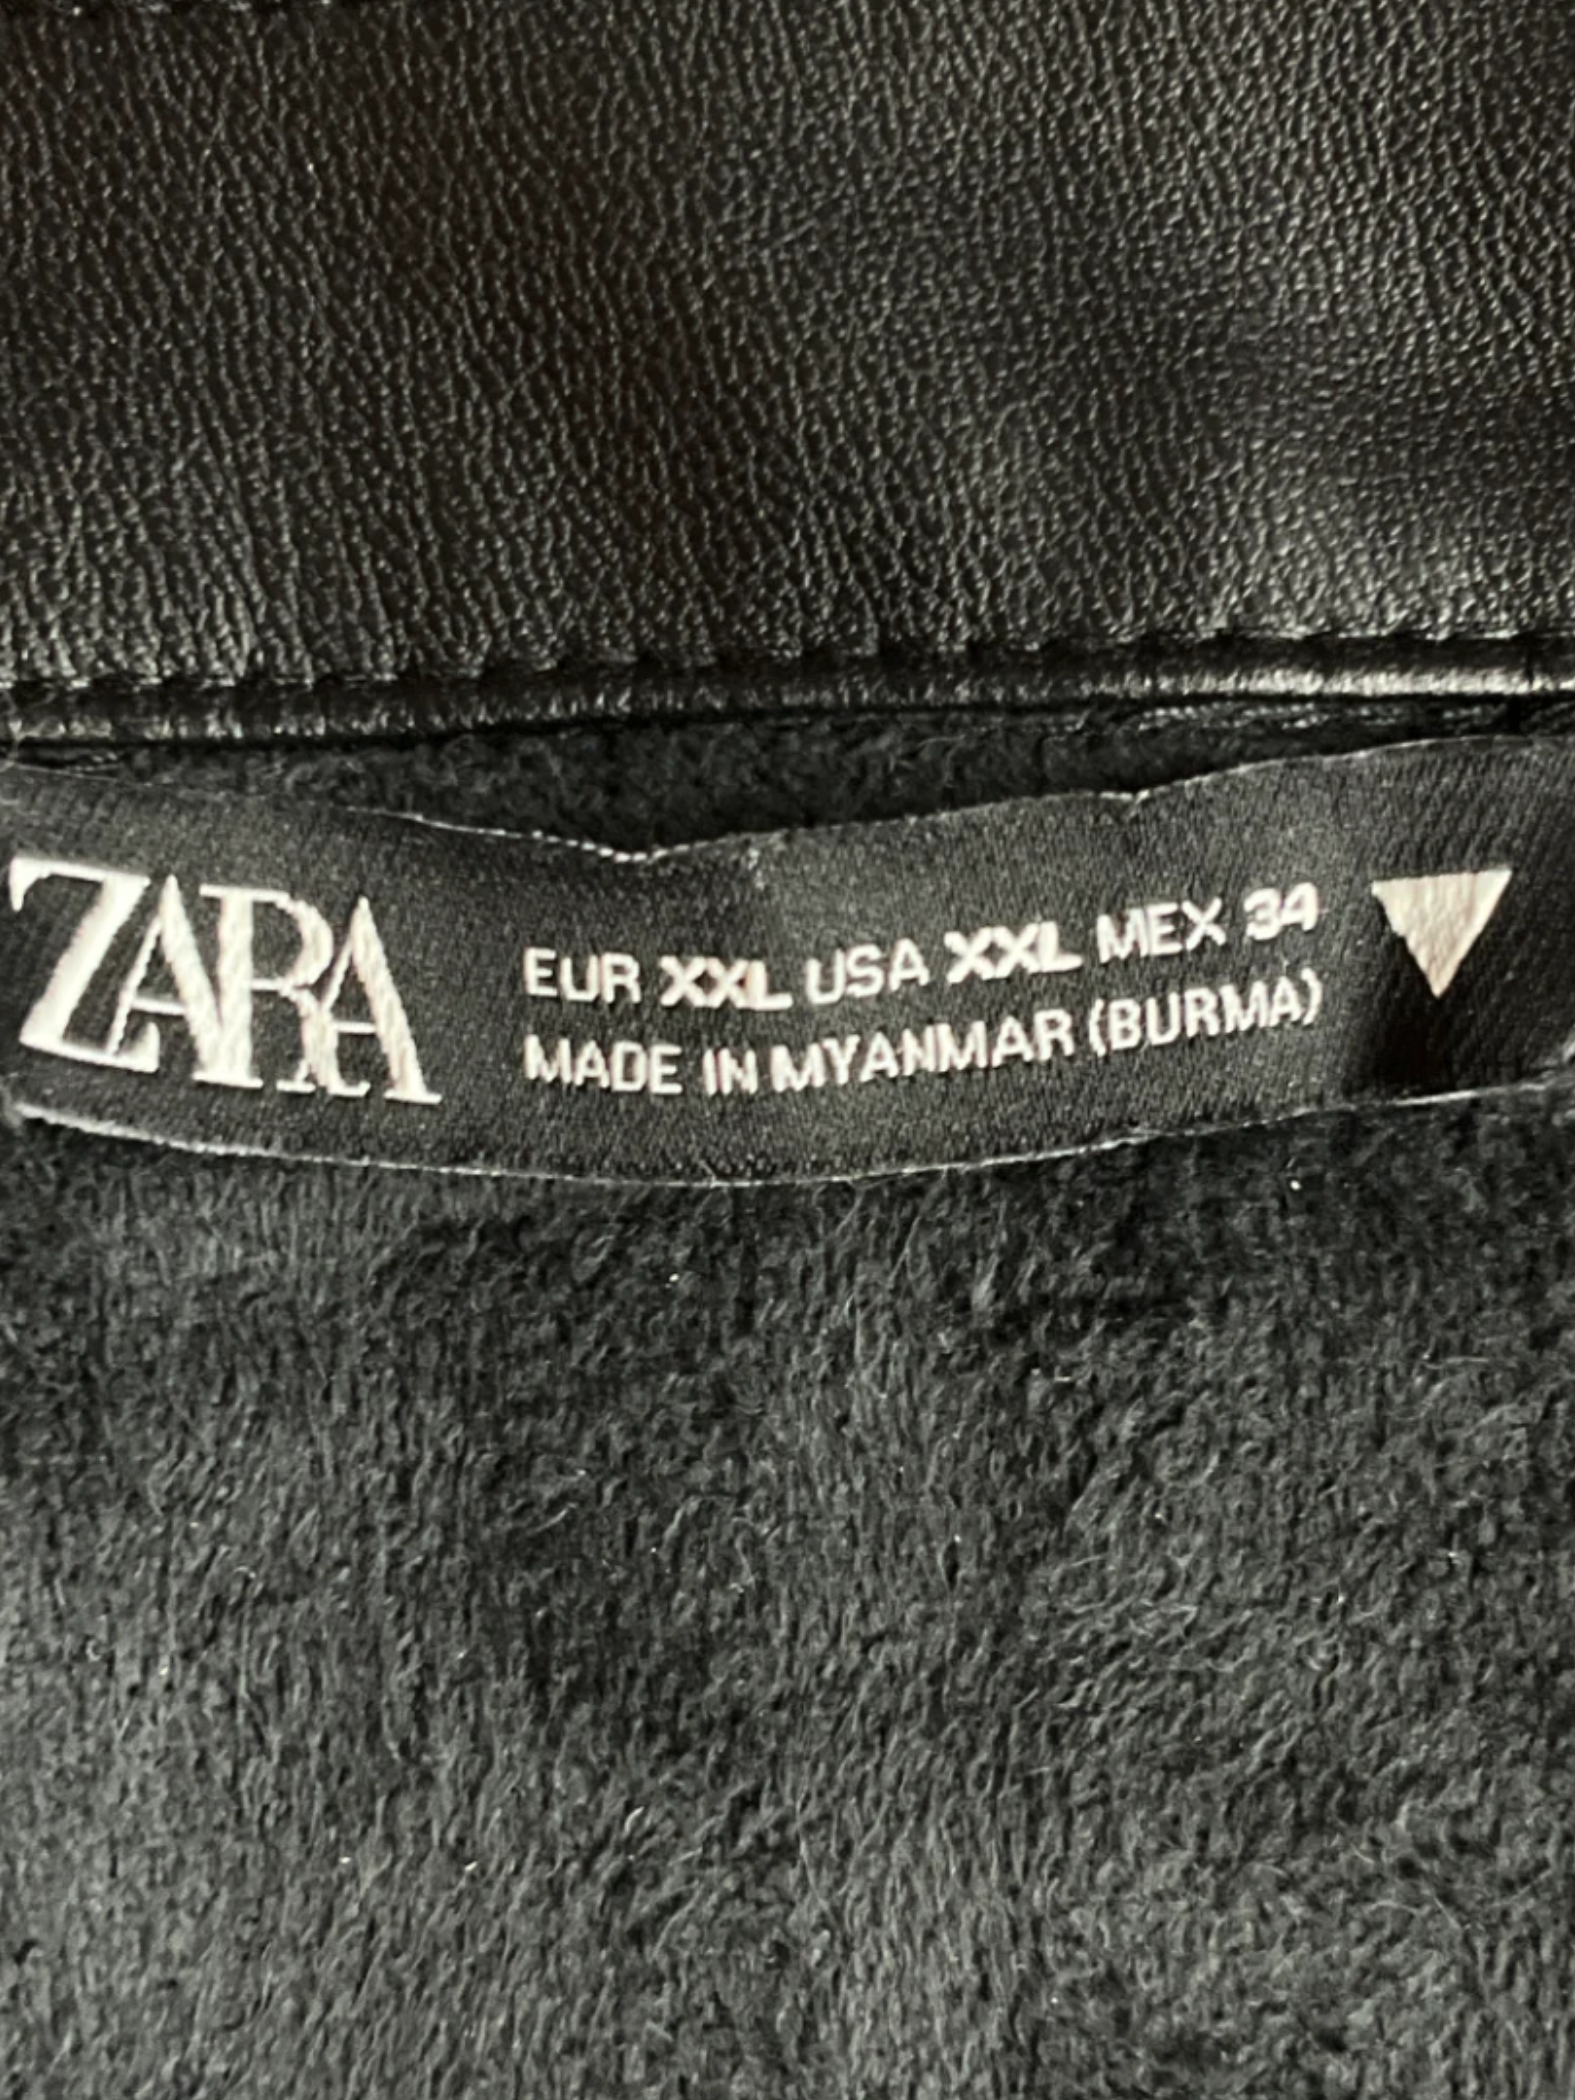 ZARA
EUR XXL USA XXL MEX 34
MADE IN MYANMAR (BURMA)